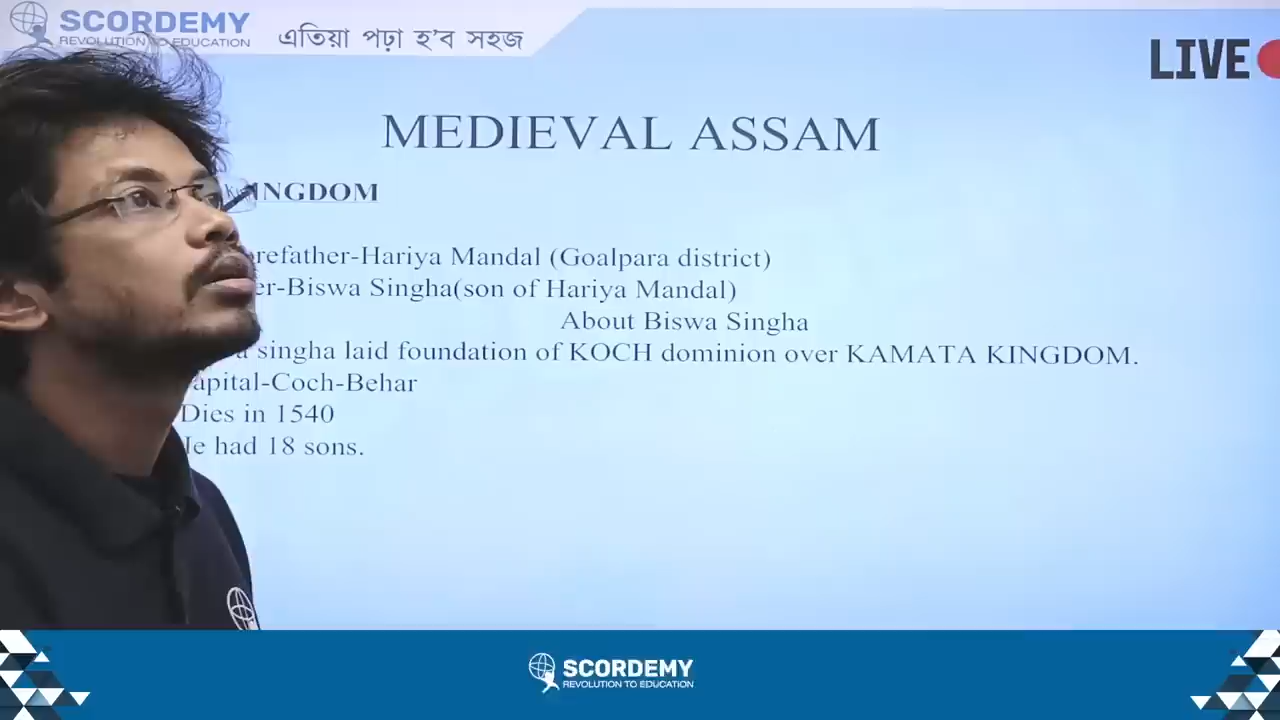 SCORDEMY
REVOLUTION TO EDUCATION
এতিয়া পঢ়া হ'ব সহজ
LIVE
MEDIEVAL ASSAM
INGDOM
refather-Hariya Mandal (Goalpara district)
er-Biswa Singha(son of Hariya Mandal)
About Biswa Singha
singha laid foundation of KOCH dominion over KAMATA KINGDOM.
apital-Coch-Behar
Dies in 1540
He had 18 sons.
SCORDEMY
REVOLUTION TO EDUCATION